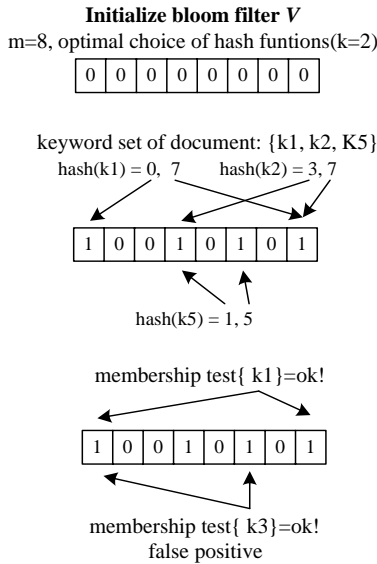 Initialize bloom filter V
m=8, optimal choice of hash funtions(k=2)
0 0 0 0 0 0 0 0
keyword set of document: {k1, k2, K5}
hash(k1) = 0, 7 hash(k2) = 3, 7
1 0 0 1 0 1 0 1
hash(k5) = 1, 5
membership test{ k1}=ok!
1 0 0 1 0 1 0 1
membership test{ k3}=ok!
false positive